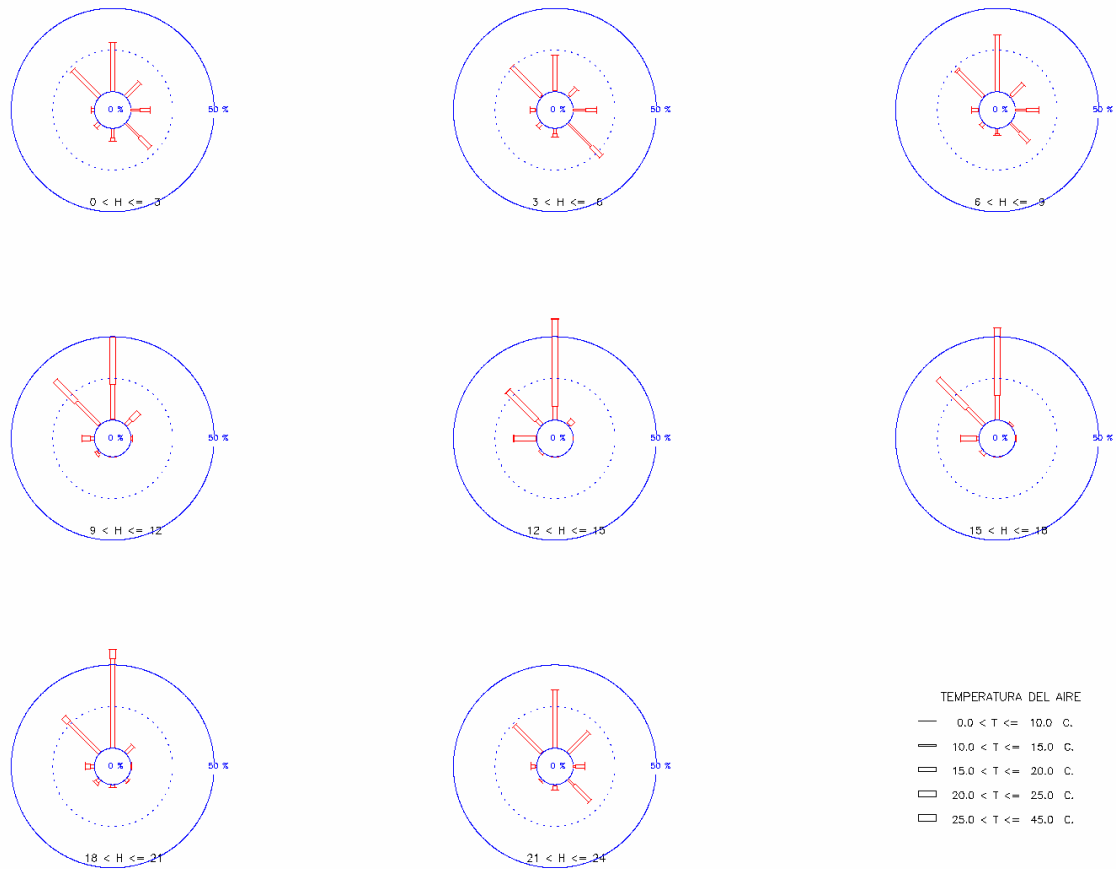 0 % 50 %
0 < H <= 3
0 % 50 %
3 < H <= 6
0 % 50 %
6 < H <= 9
0 % 50 %
9 < H <= 12
0 % 50 %
12 < H <= 15
0 % 50 %
15 < H <= 18
0 % 50 %
18 < H <= 21
0 % 50 %
21 < H <= 24
TEMPERATURA DEL AIRE
0.0 < T <= 10.0 C.
10.0 < T <= 15.0 C.
15.0 < T <= 20.0 C.
20.0 < T <= 25.0 C.
25.0 < T <= 45.0 C.